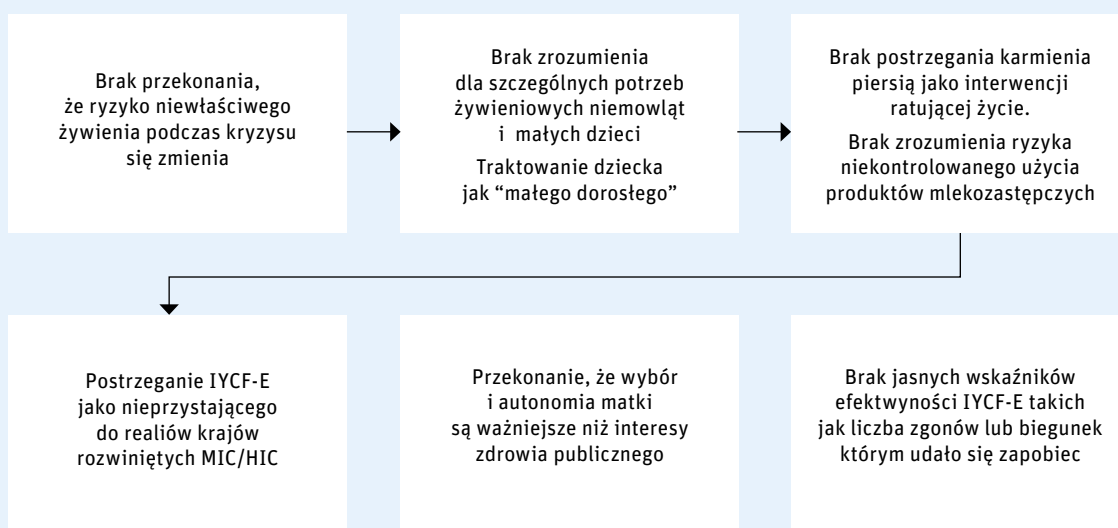 Brak przekonania,
że ryzyko niewłaściwego
żywienia podczas kryzysu
się zmienia
Brak zrozumienia
dla szczególnych potrzeb
żywieniowych niemowląt
i małych dzieci
Traktowanie dziecka
jak “małego dorosłego”
Brak postrzegania karmienia
piersią jako interwencji
ratującej życie.
Brak zrozumienia ryzyka
niekontrolowanego użycia
produktów mlekozastępczych
Postrzeganie IYCF-E
jako nieprzystającego
do realiów krajów
rozwiniętych MIC/HIC
Przekonanie, że wybór
i autonomia matki
są ważniejsze niż interesy
zdrowia publicznego
Brak jasnych wskaźników
efektwyności IYCF-E takich
jak liczba zgonów lub biegunek
którym udało się zapobiec